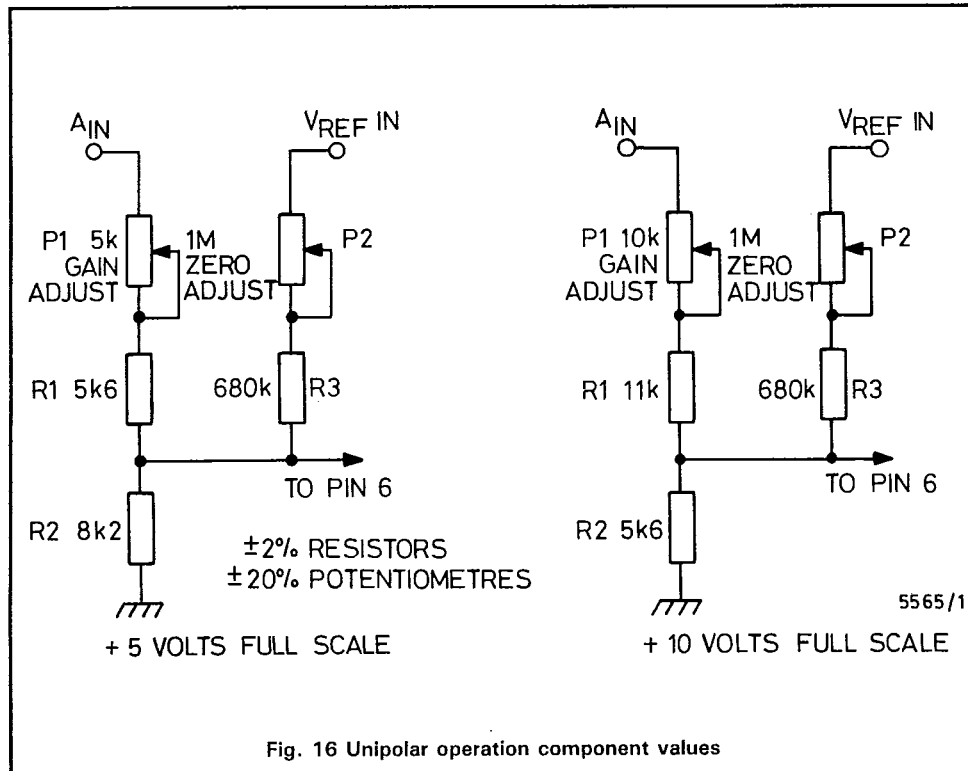 AIN
VREF IN
P1 5k
GAIN
ADJUST
1M
ZERO
ADJUST
P2
R1 5k6
680k R3
TO PIN 6
R2 8k2
±2% RESISTORS
±20% POTENTIOMETRES
+ 5 VOLTS FULL SCALE
AIN
VREF IN
P1 10k
GAIN
ADJUST
1M
ZERO
ADJUST
P2
R1 11k
680k R3
TO PIN 6
R2 5k6
5565/1
+ 10 VOLTS FULL SCALE
Fig. 16 Unipolar operation component values